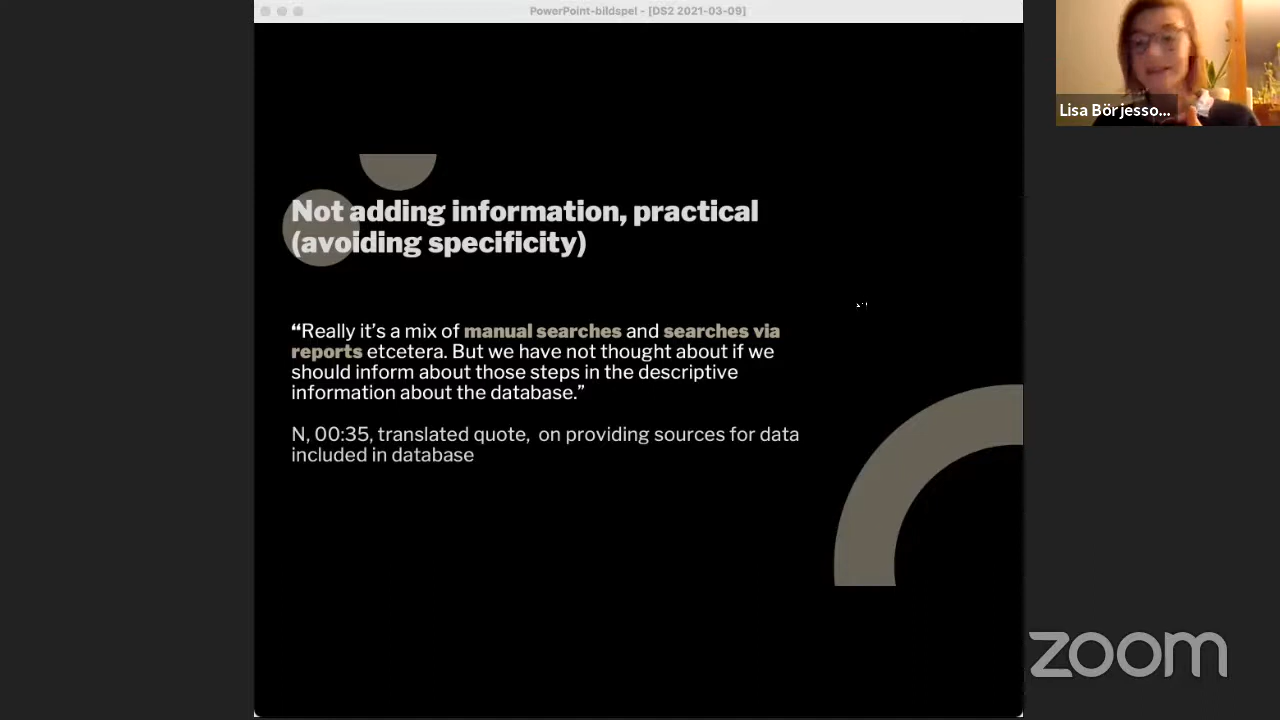 PowerPoint-bildspel - [DS2 2021-03-09]
Lisa Börjesso...
Not adding information, practical
(avoiding specificity)
“Really it’s a mix of manual searches and searches via
reports etcetera. But we have not thought about if we
should inform about those steps in the descriptive
information about the database.”
N, 00:35, translated quote,  on providing sources for data
included in database
zoom